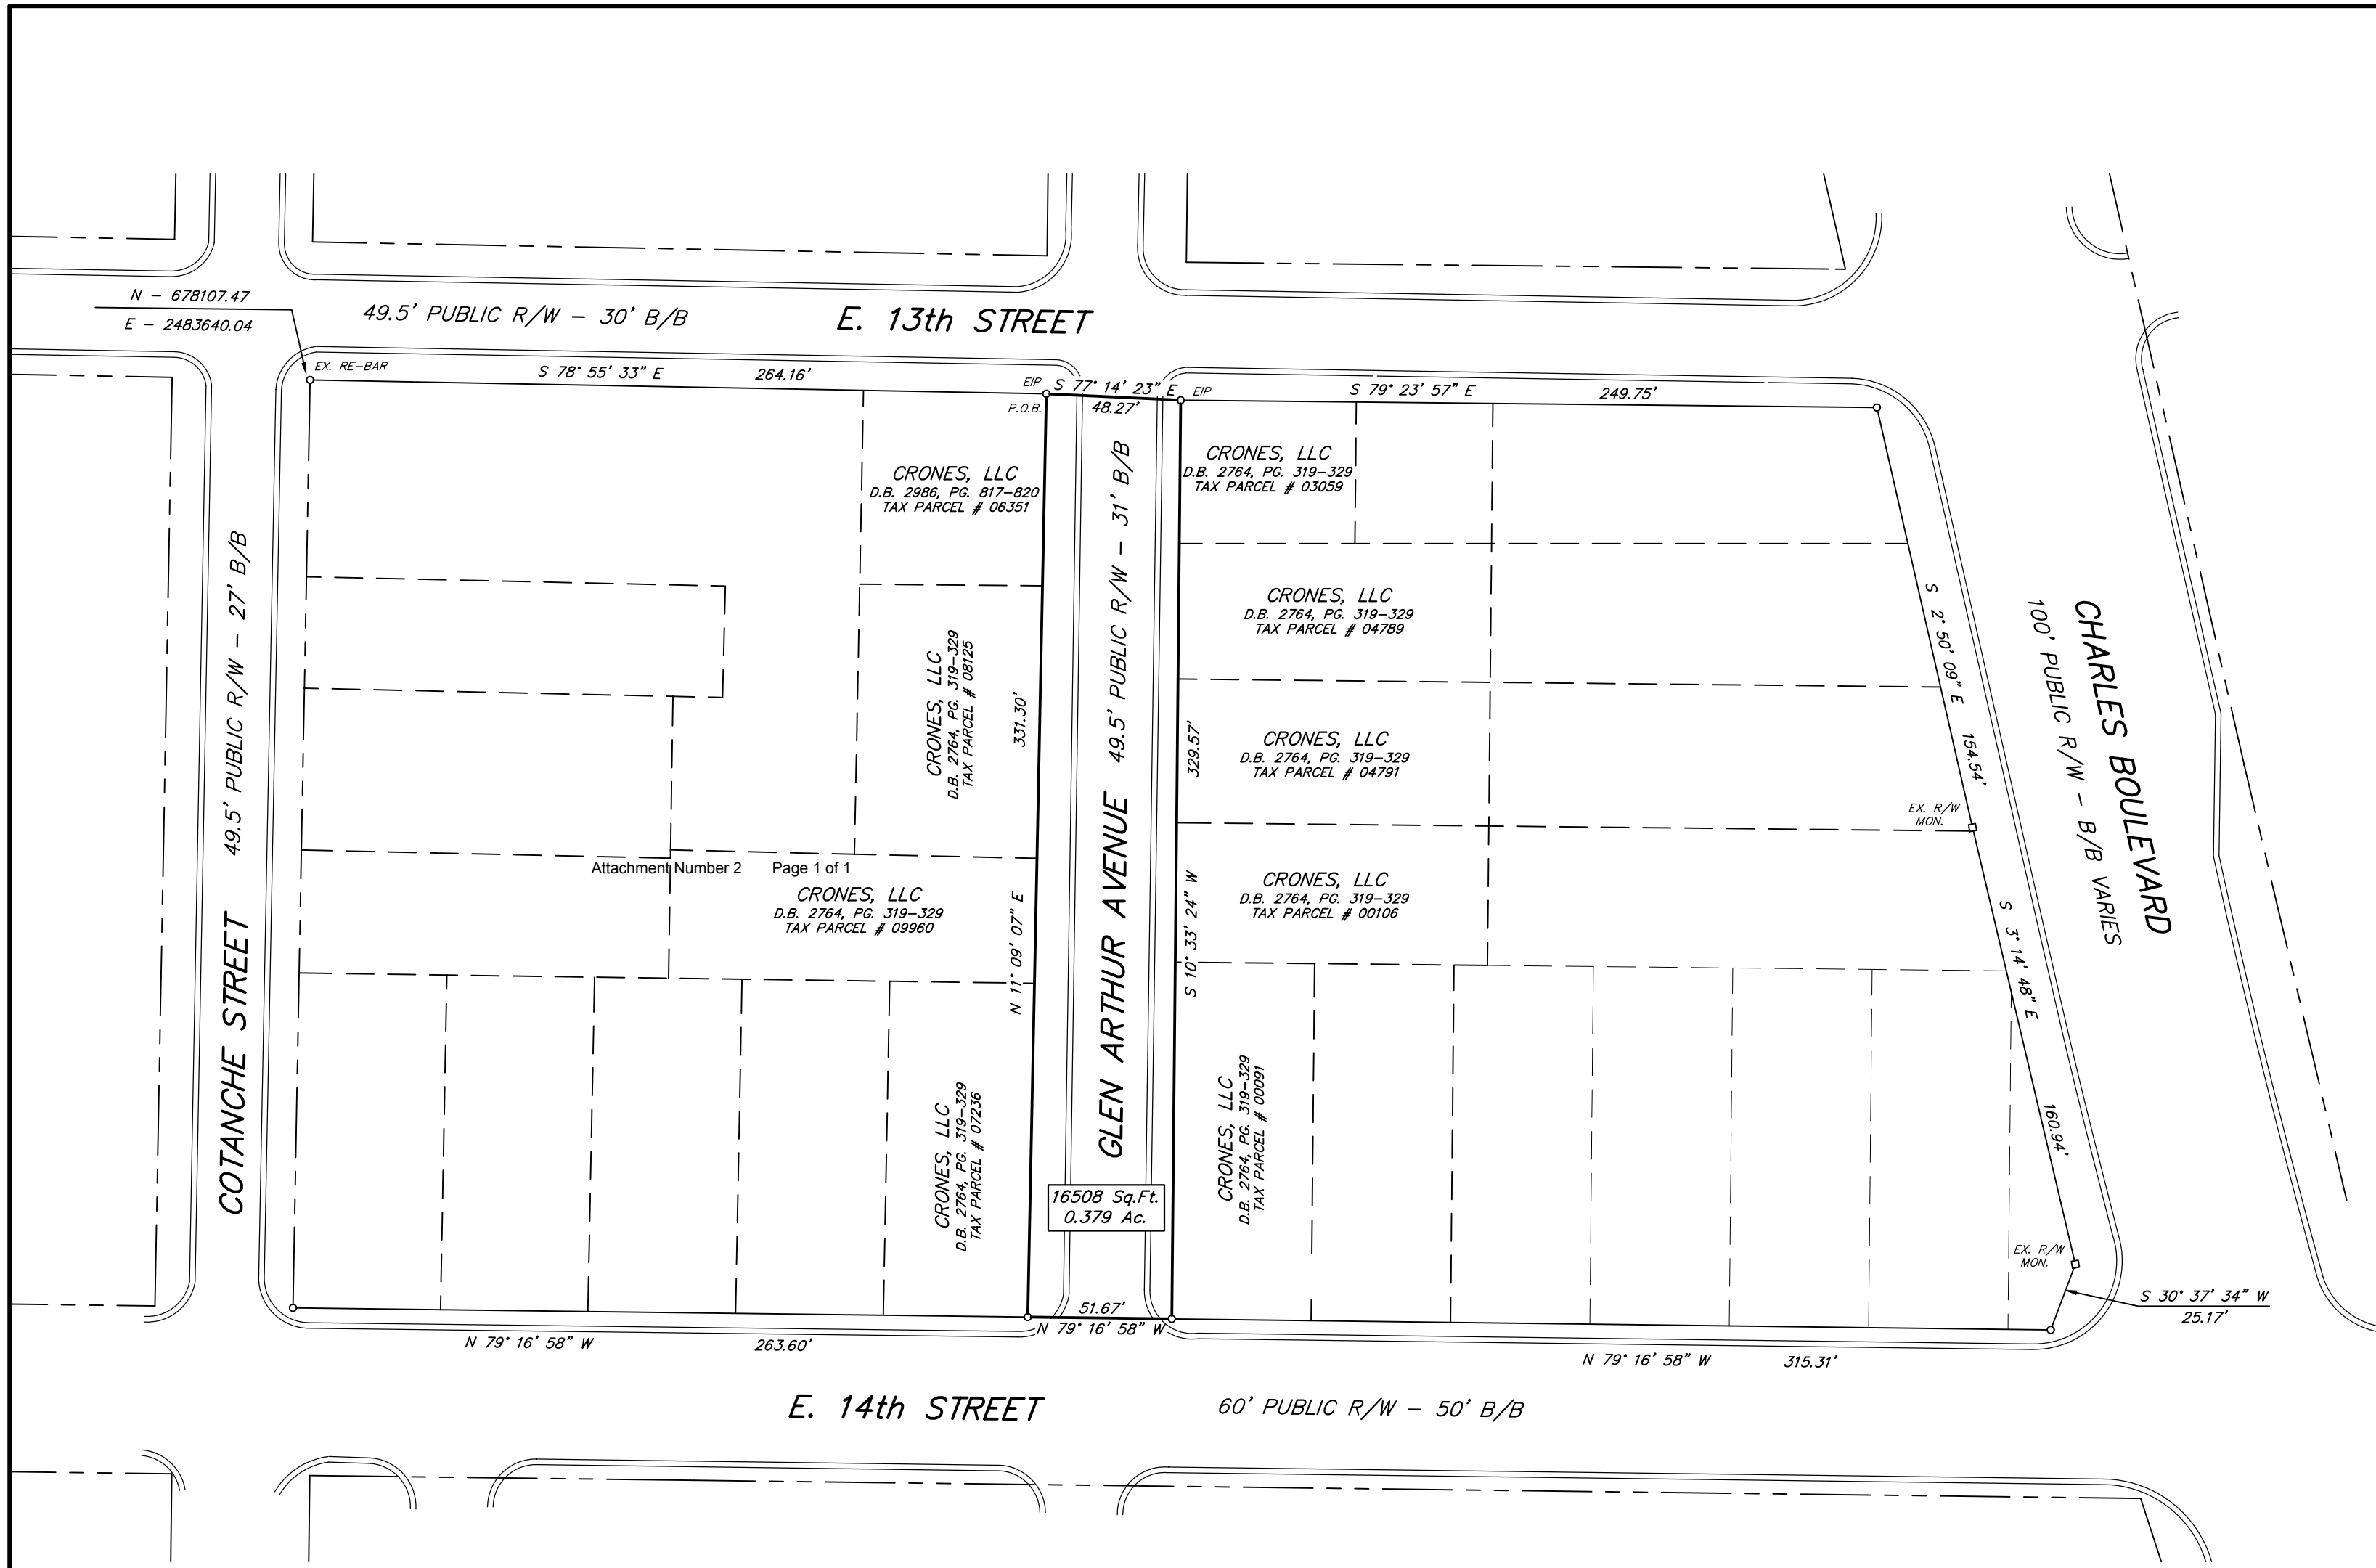 N - 678107.47
E - 2483640.04
49.5' PUBLIC R/W - 30' B/B
E. 13th STREET
EX. RE-BAR
S 78° 55' 33" E
264.16'
EIP
P.O.B.
S 77° 14' 23" E
48.27'
EIP
S 79° 23' 57" E
249.75'
CRONES, LLC
D.B. 2986, PG. 817-820
TAX PARCEL # 06351
CRONES, LLC
D.B. 2764, PG. 319-329
TAX PARCEL # 03059
CRONES, LLC
D.B. 2764, PG. 319-329
TAX PARCEL # 04789
CRONES, LLC
D.B. 2764, PG. 319-329
TAX PARCEL # 08125
331.30'
329.57'
CRONES, LLC
D.B. 2764, PG. 319-329
TAX PARCEL # 04791
CRONES, LLC
D.B. 2764, PG. 319-329
TAX PARCEL # 00106
Attachment Number 2
Page 1 of 1
CRONES, LLC
D.B. 2764, PG. 319-329
TAX PARCEL # 09960
N 11° 09' 07" E
S 10° 33' 24" W
COTANCHE STREET
49.5' PUBLIC R/W - 27' B/B
GLEN ARTHUR AVENUE
49.5' PUBLIC R/W - 31' B/B
S 2° 50' 09" E
154.54'
EX. R/W
MON.
S 3° 14' 48" E
160.94'
CHARLES BOULEVARD
100' PUBLIC R/W - B/B VARIES
CRONES, LLC
D.B. 2764, PG. 319-329
TAX PARCEL # 07236
CRONES, LLC
D.B. 2764, PG. 319-329
TAX PARCEL # 00091
16508 Sq.Ft.
0.379 Ac.
EX. R/W
MON.
S 30° 37' 34" W
25.17'
51.67'
N 79° 16' 58" W
N 79° 16' 58" W
263.60'
N 79° 16' 58" W
315.31'
E. 14th STREET
60' PUBLIC R/W - 50' B/B